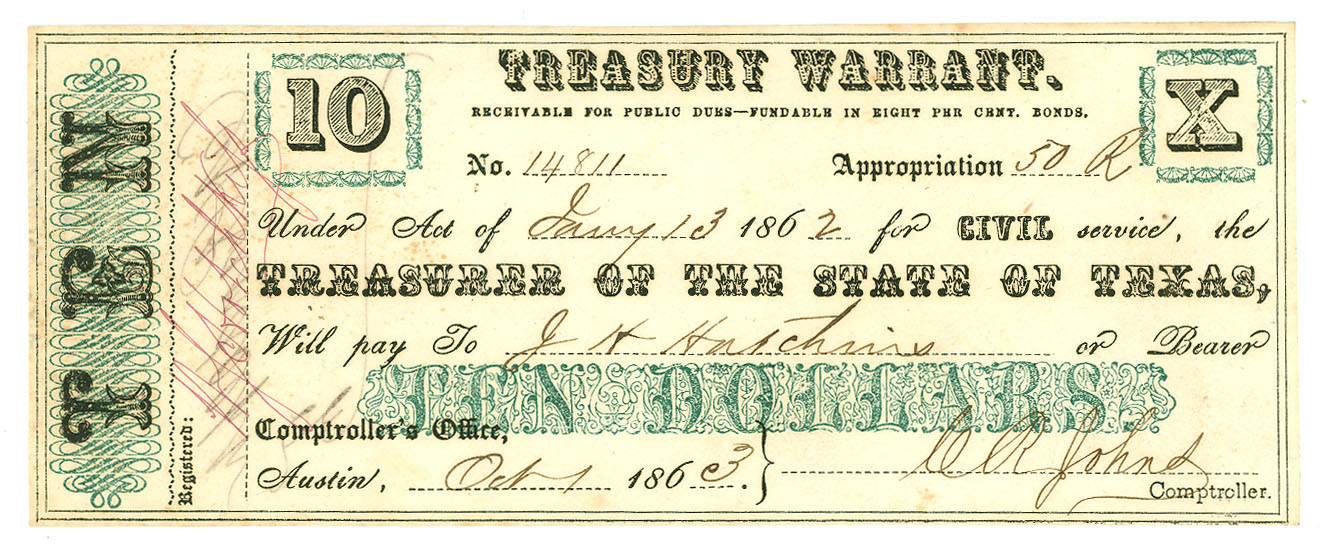 TEN
Registered:
10
TREASURY WARRANT.
X
RECEIVABLE FOR PUBLIC DUES—FUNDABLE IN EIGHT PER CENT. BONDS.
No. 14811 Appropriation 50 R
Under Act of Jany 13 1862 for CIVIL service, the
TREASURER OF THE STATE OF TEXAS,
Will pay To J H Hutchins or Bearer
TEN DOLLARS
Comptroller's Office,
Austin, Oct 1 1863.
C R Johns
Comptroller.